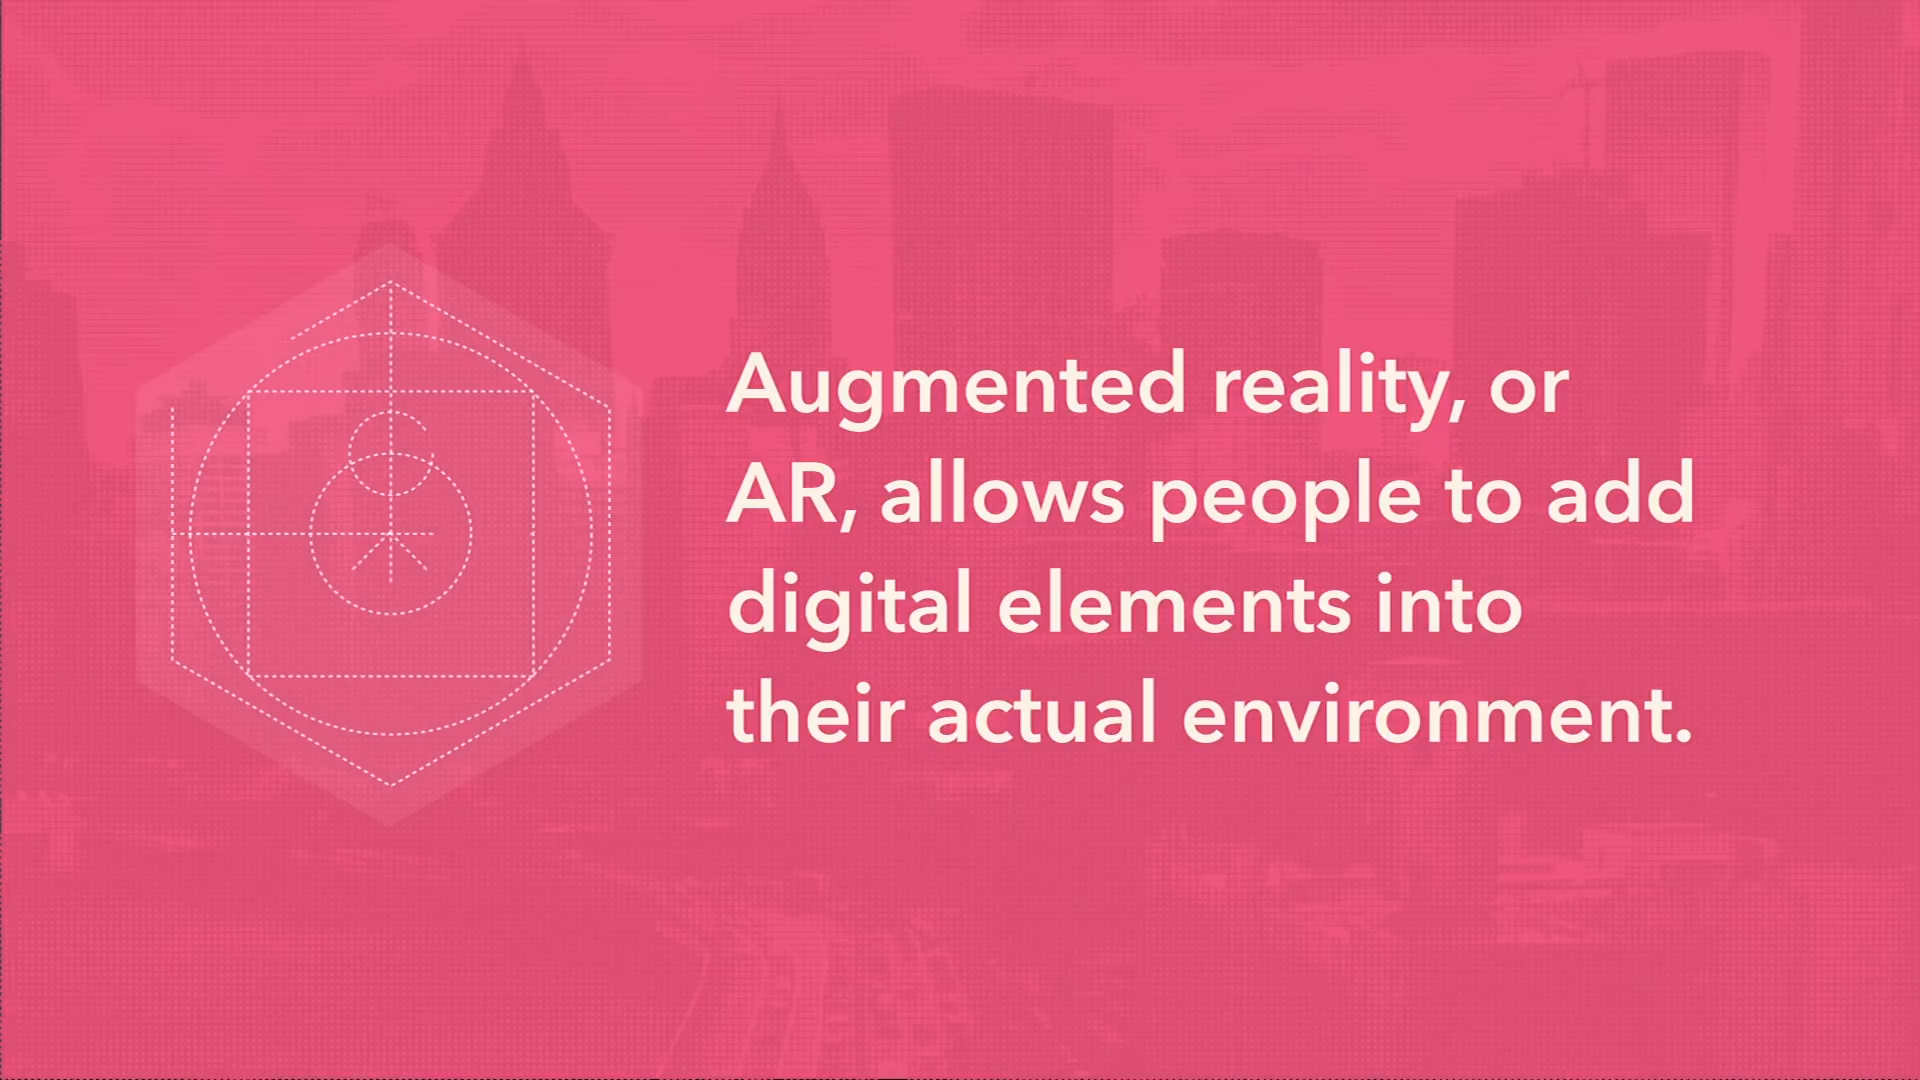 Augmented reality, or
AR, allows people to add
digital elements into
their actual environment.